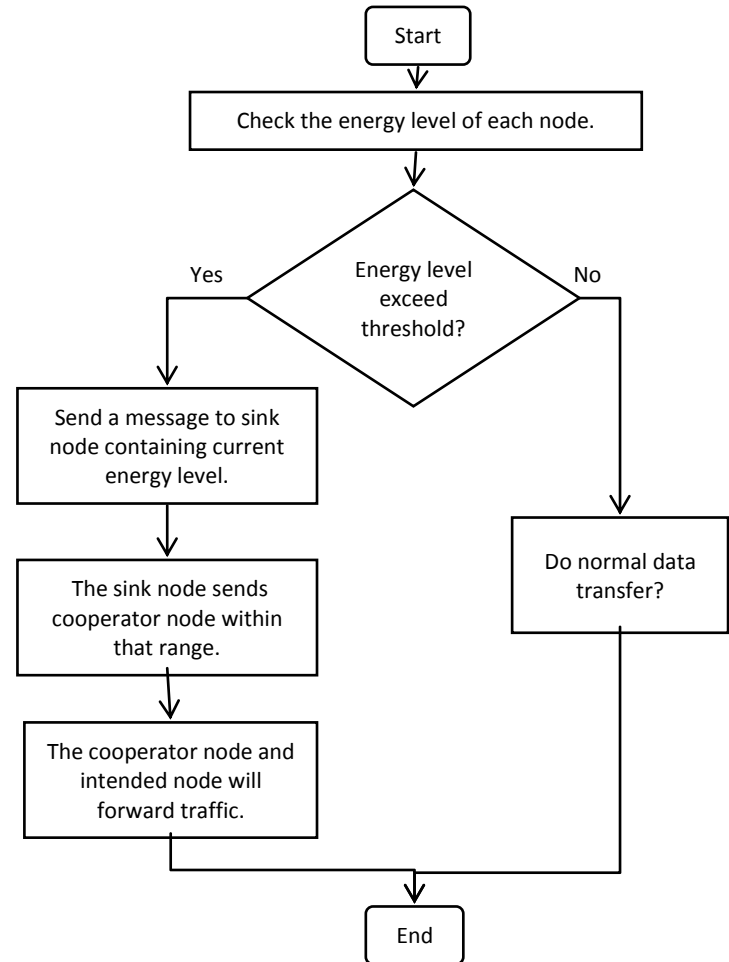 Start
Check the energy level of each node.
Energy level
exceed
threshold?
Yes
No
Send a message to sink
node containing current
energy level.
The sink node sends
cooperator node within
that range.
Do normal data
transfer?
The cooperator node and
intended node will
forward traffic.
End